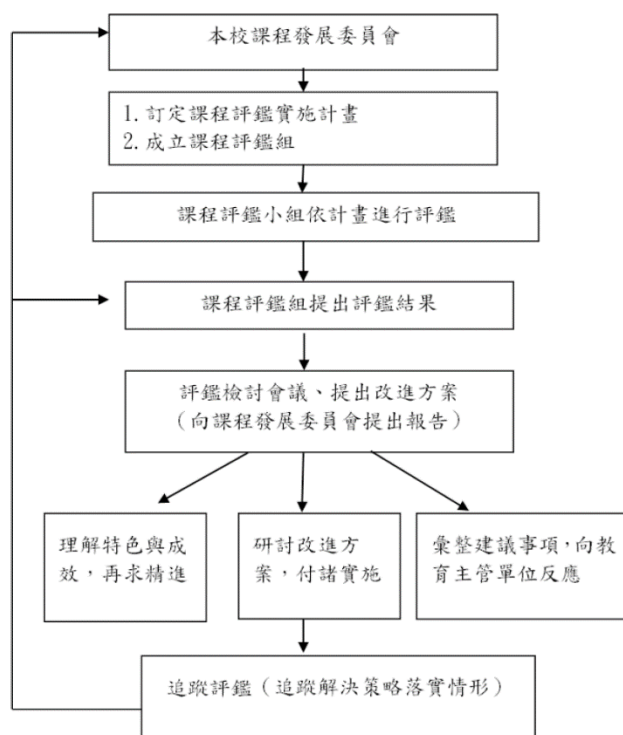 本校課程發展委員會
1. 訂定課程評鑑實施計畫
2. 成立課程評鑑組
課程評鑑小組依計畫進行評鑑
課程評鑑組提出評鑑結果
評鑑檢討會議、提出改進方案
（向課程發展委員會提出報告）
理解特色與成
效，再求精進
研討改進方
案，付諸實施
彙整建議事項，向教
育主管單位反應
追蹤評鑑（追蹤解決策略落實情形）